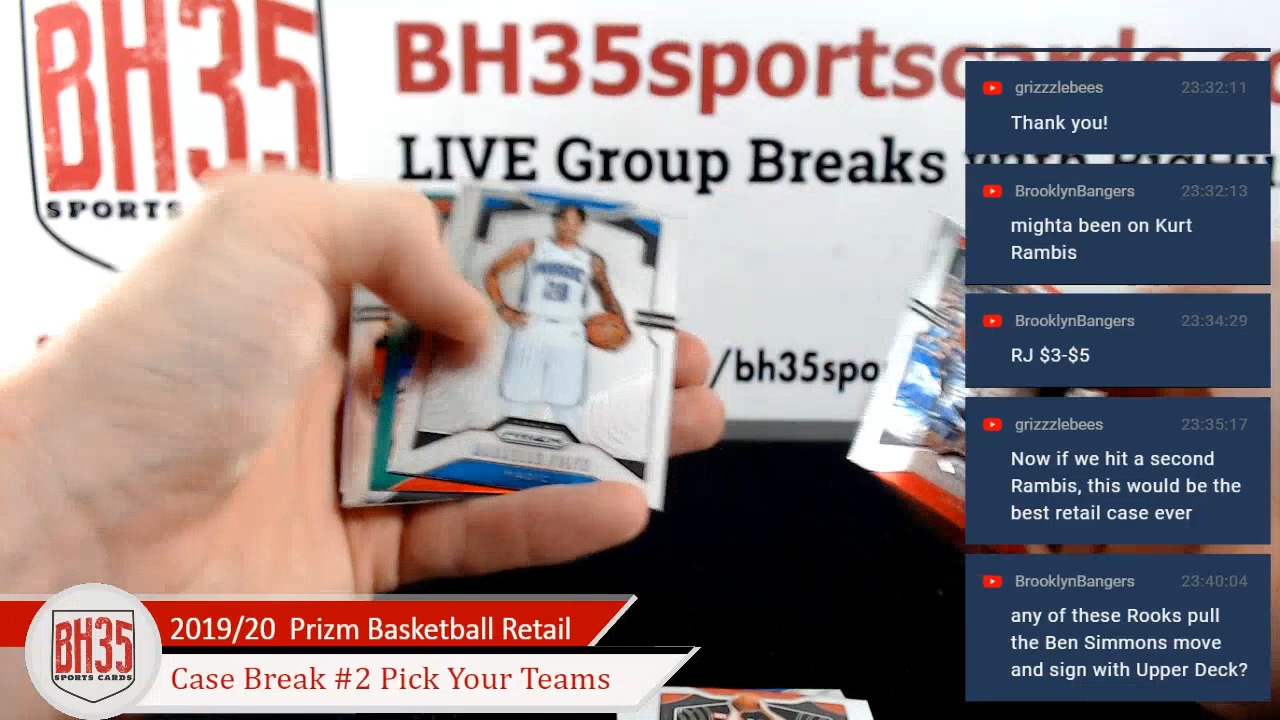 BH35
SPORTS
BH35sportscards.co
LIVE Group Breaks
/bh35spo
28
PRIZM
grizzzlebees 23:32:11
Thank you!
BrooklynBangers 23:32:13
mighta been on Kurt
Rambis
BrooklynBangers 23:34:29
RJ $3-$5
grizzzlebees 23:35:17
Now if we hit a second
Rambis, this would be the
best retail case ever
BrooklynBangers 23:40:04
any of these Rooks pull
the Ben Simmons move
and sign with Upper Deck?
BH35
SPORTS CARDS
2019/20 Prizm Basketball Retail
Case Break #2 Pick Your Teams